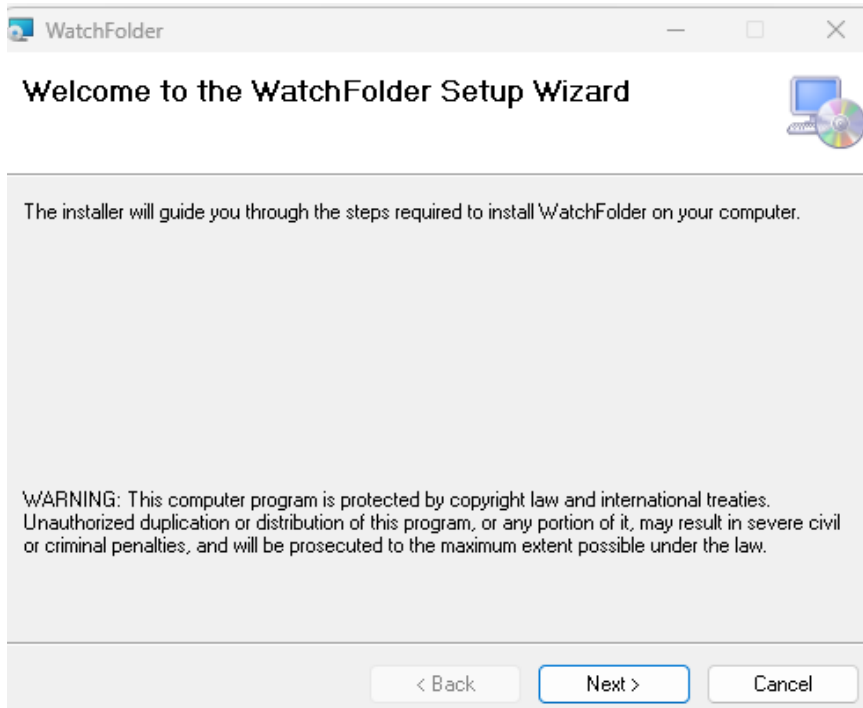 WatchFolder
Welcome to the WatchFolder Setup Wizard
The installer will guide you through the steps required to install WatchFolder on your computer.
WARNING: This computer program is protected by copyright law and international treaties.
Unauthorized duplication or distribution of this program, or any portion of it, may result in severe civil
or criminal penalties, and will be prosecuted to the maximum extent possible under the law.
< Back Next > Cancel